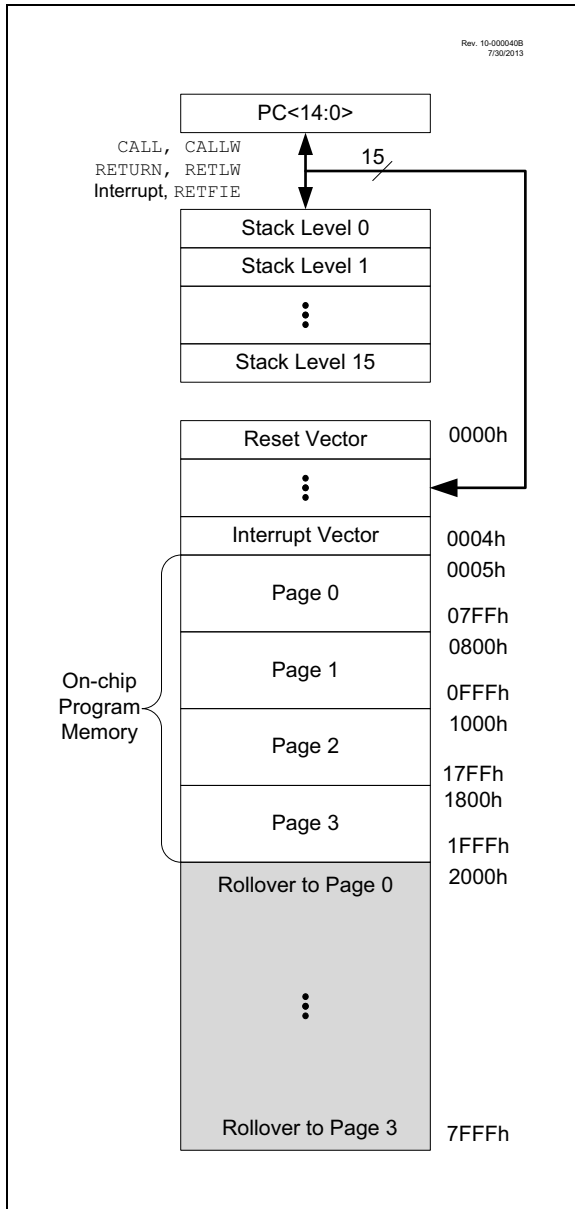 Rev. 10-000040B
7/30/2013
PC<14:0>
CALL, CALLW
RETURN, RETLW
Interrupt, RETFIE
15
Stack Level 0
Stack Level 1
Stack Level 15
Reset Vector
0000h
Interrupt Vector
0004h
0005h
Page 0
07FFh
0800h
Page 1
0FFFh
1000h
On-chip
Program
Memory
Page 2
17FFh
1800h
Page 3
1FFFh
2000h
Rollover to Page 0
Rollover to Page 3
7FFFh